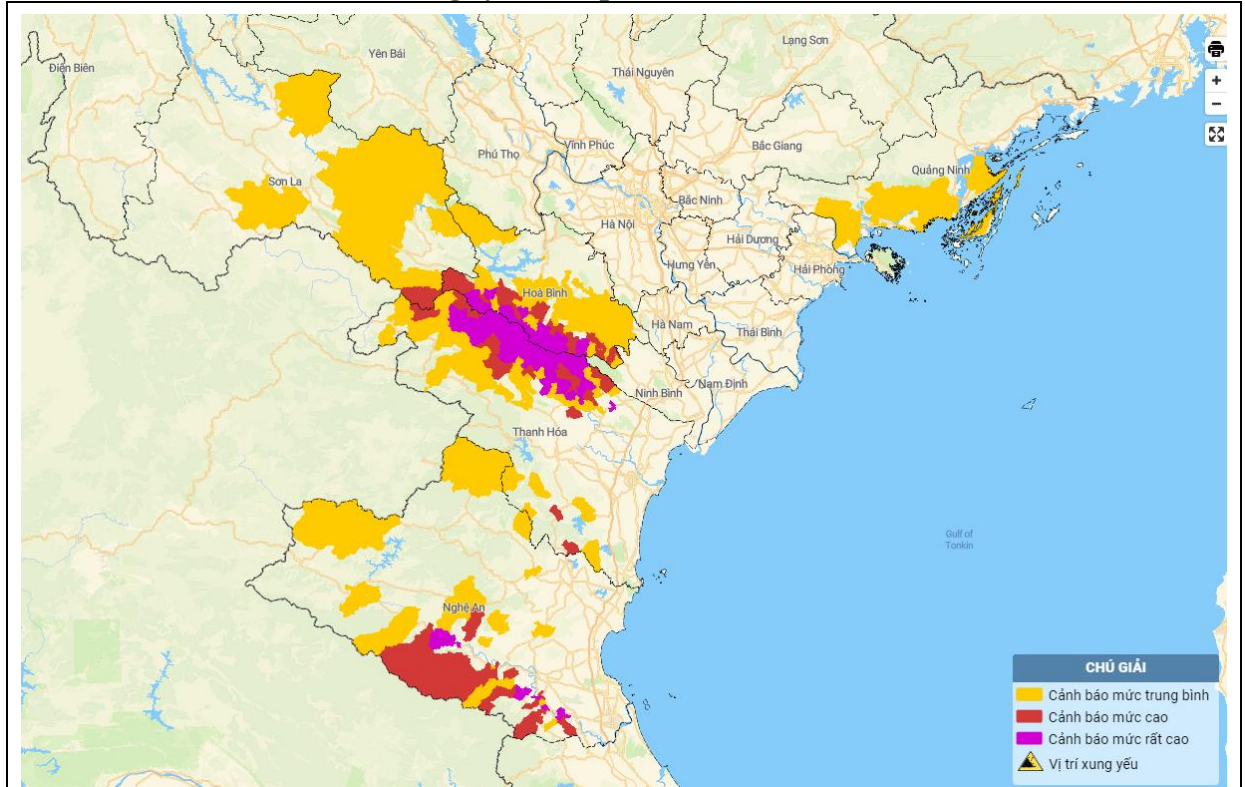 Lạng Sơn
Yên Bái
Điện Biên
Thái Nguyên
Vĩnh Phúc
Bắc Giang
Phú Thọ
Quảng Ninh
Sơn La
Bắc Ninh
Hà Nội
Hải Dương
Hưng Yên
Hải Phòng
Hoà Bình
Hà Nam
Thái Bình
Nam Định
Ninh Bình
Thanh Hóa
Gulf of
Tonkin
Nghệ An
+
−
CHÚ GIẢI
Cảnh báo mức trung bình
Cảnh báo mức cao
Cảnh báo mức rất cao
Vị trí xung yếu